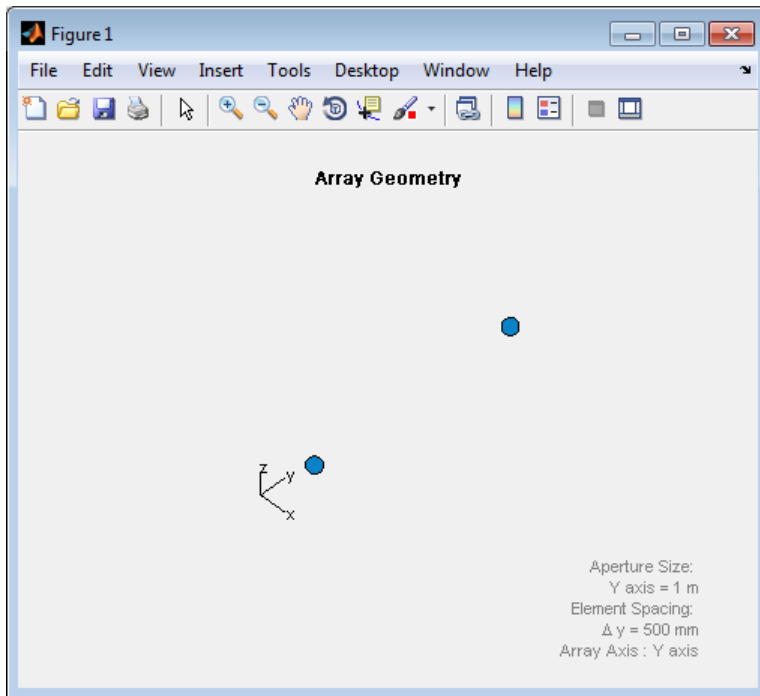 Figure 1
File Edit View Insert Tools Desktop Window Help
Array Geometry
z
y
x
Aperture Size:
Y axis = 1 m
Element Spacing:
Δ y = 500 mm
Array Axis : Y axis